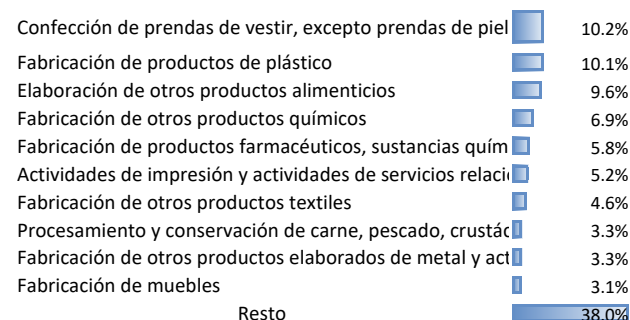 Confección de prendas de vestir, excepto prendas de piel 10.2%
Fabricación de productos de plástico 10.1%
Elaboración de otros productos alimenticios 9.6%
Fabricación de otros productos químicos 6.9%
Fabricación de productos farmacéuticos, sustancias quím 5.8%
Actividades de impresión y actividades de servicios relaci 5.2%
Fabricación de otros productos textiles 4.6%
Procesamiento y conservación de carne, pescado, crustác 3.3%
Fabricación de otros productos elaborados de metal y act 3.3%
Fabricación de muebles 3.1%
Resto 38.0%